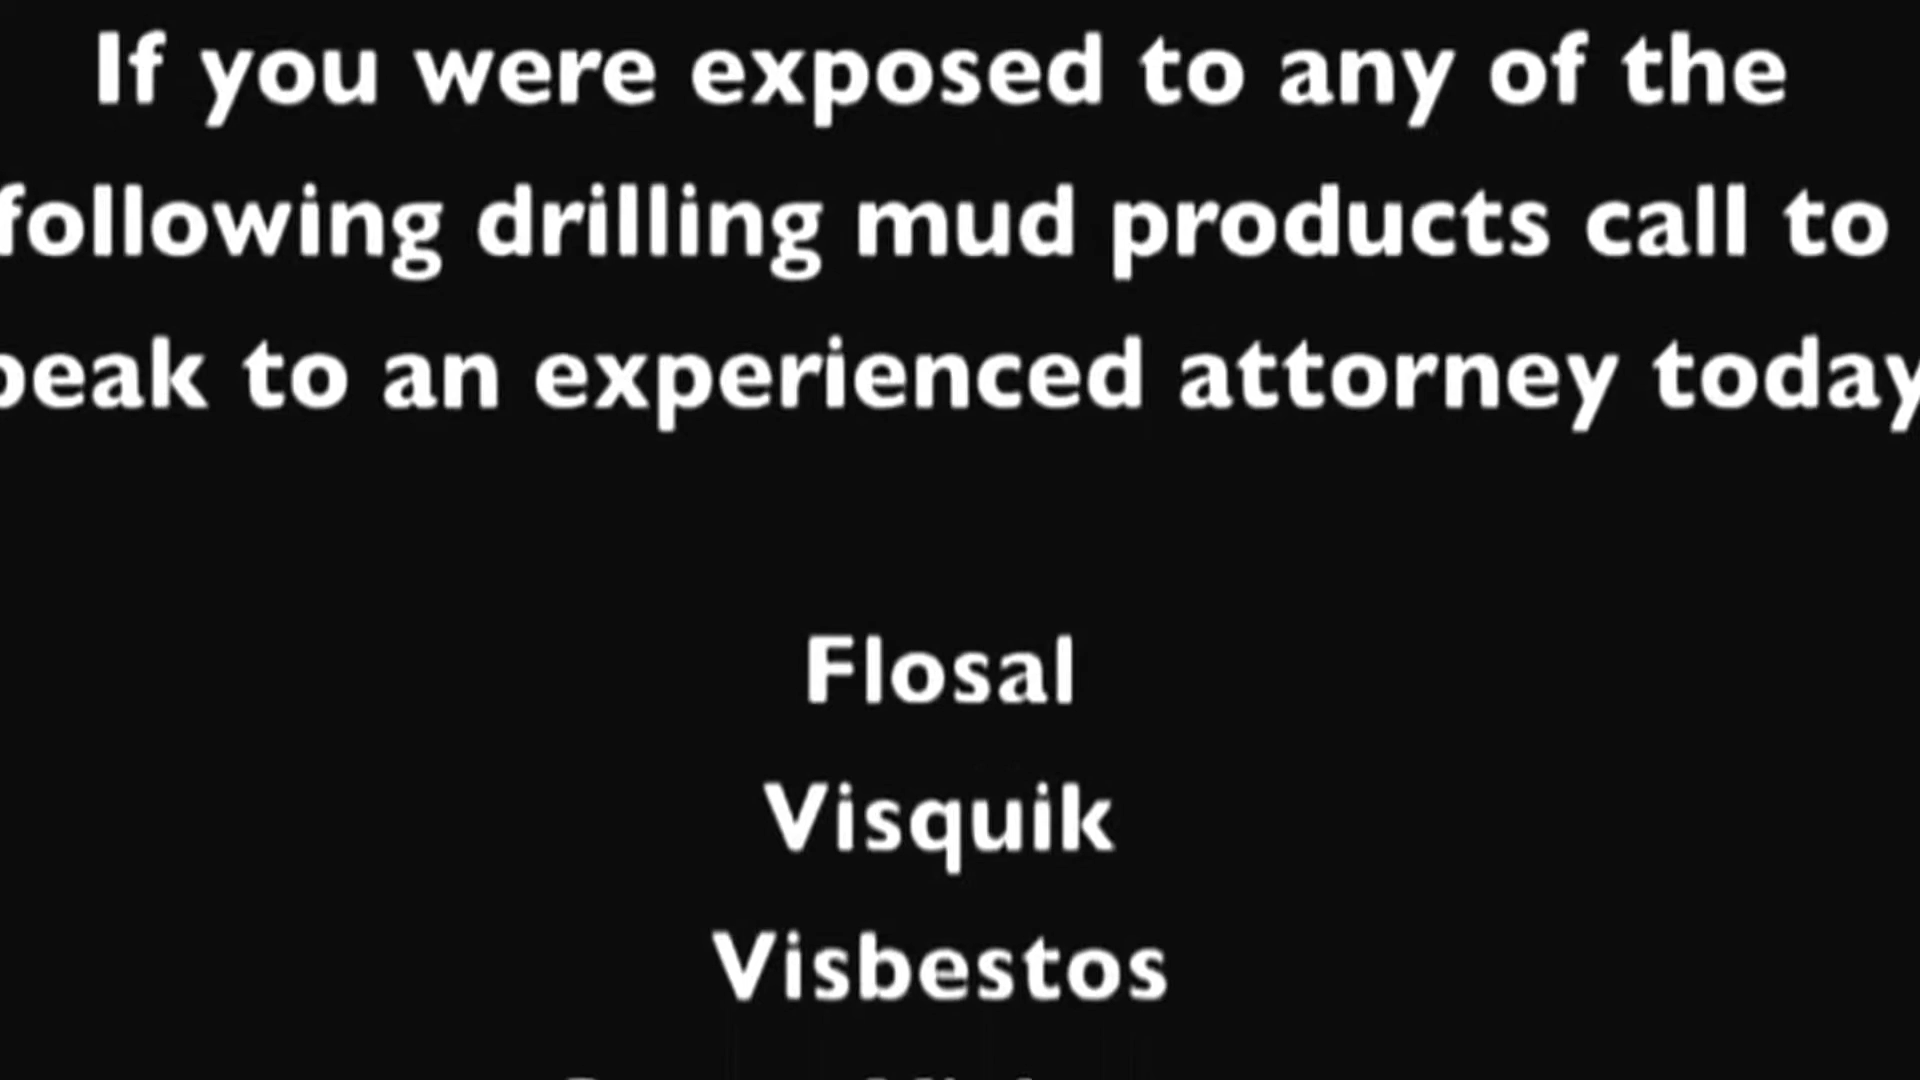 If you were exposed to any of the
following drilling mud products call to
peak to an experienced attorney today
Flosal
Visquik
Visbestos